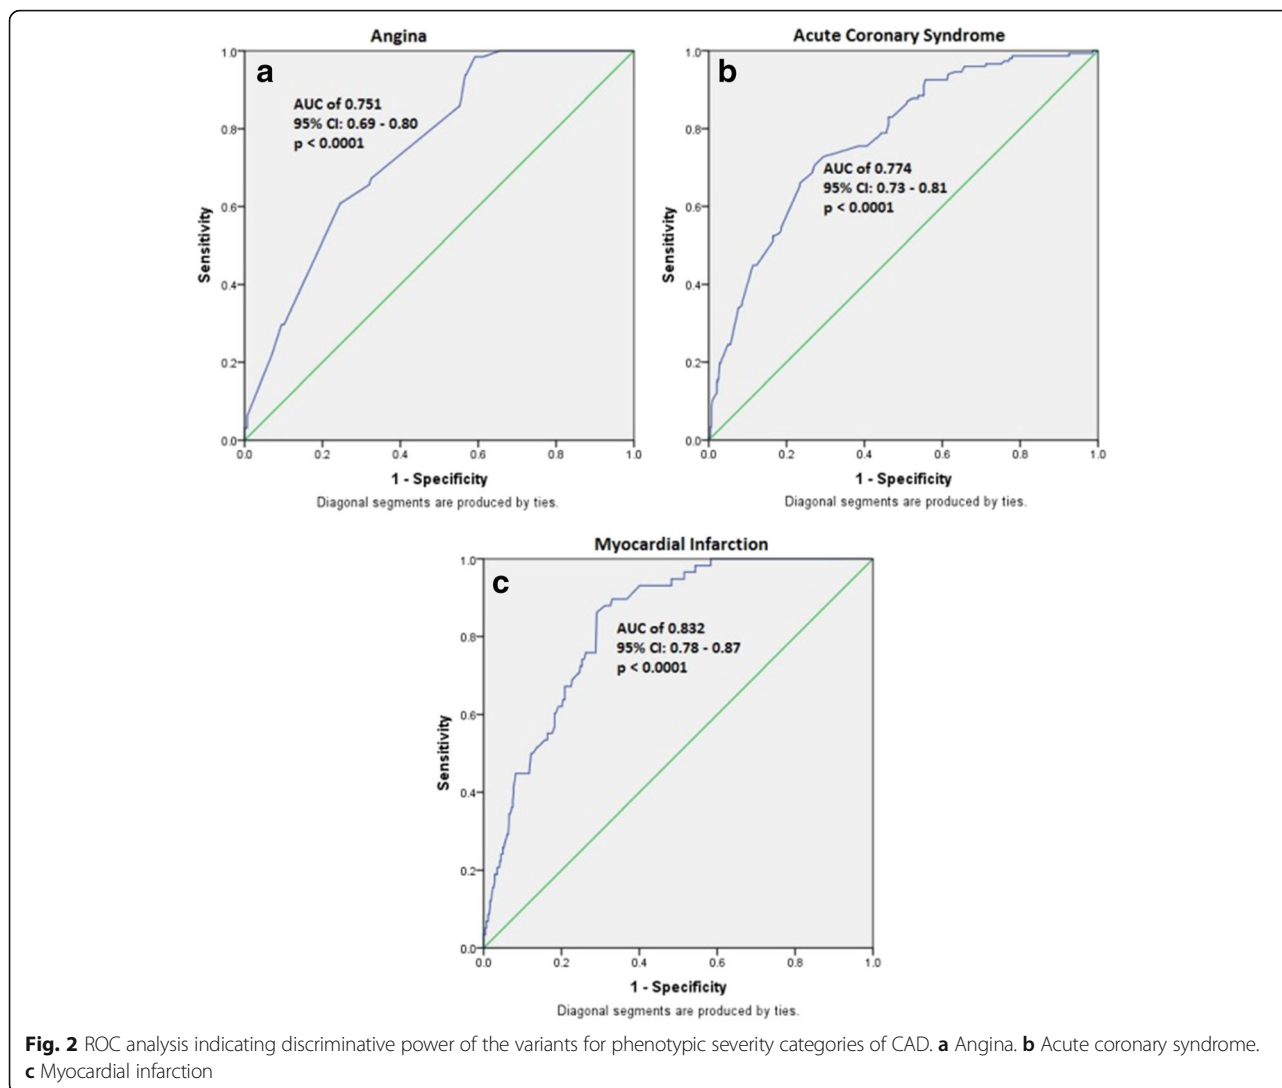 Angina
a
AUC of 0.751
95% CI: 0.69 - 0.80
p < 0.0001
Sensitivity
1.0
0.8
0.6
0.4
0.2
0.0
0.0 0.2 0.4 0.6 0.8 1.0
1 - Specificity
Diagonal segments are produced by ties.
Acute Coronary Syndrome
b
AUC of 0.774
95% CI: 0.73 - 0.81
p < 0.0001
Sensitivity
1.0
0.8
0.6
0.4
0.2
0.0
0.0 0.2 0.4 0.6 0.8 1.0
1 - Specificity
Diagonal segments are produced by ties.
Myocardial Infarction
c
AUC of 0.832
95% CI: 0.78 - 0.87
p < 0.0001
Sensitivity
1.0
0.8
0.6
0.4
0.2
0.0
0.0 0.2 0.4 0.6 0.8 1.0
1 - Specificity
Diagonal segments are produced by ties.
Fig. 2 ROC analysis indicating discriminative power of the variants for phenotypic severity categories of CAD. a Angina. b Acute coronary syndrome.
c Myocardial infarction